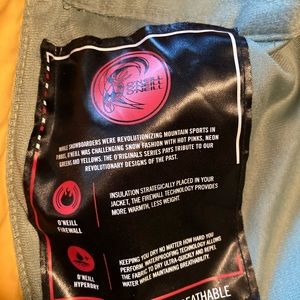 O'NEILL
O'NEILL
WHILE SNOWBOARDERS WERE REVOLUTIONIZING MOUNTAIN SPORTS IN
O'NEILL WAS CHALLENGING SNOW FASHION WITH HOT PINKS, NEON
GREENS AND YELLOWS. THE O'RIGINALS SERIES PAYS TRIBUTE TO OUR
REVOLUTIONARY DESIGNS OF THE PAST.
O'NEILL
FIREWALL
INSULATION STRATEGICALLY PLACED IN YOUR
JACKET, THE FIREWALL TECHNOLOGY PROVIDES
MORE WARMTH, LESS WEIGHT
O'NEILL
HYPERDRY
KEEPING YOU DRY NO MATTER HOW HARD YOU
PERFORM. WATERPROOFING TECHNOLOGY ALLOWS
THE FABRIC TO DRY ULTRA-QUICKLY AND REPEL
WATER WHILE MAINTAINING BREATHABILITY.